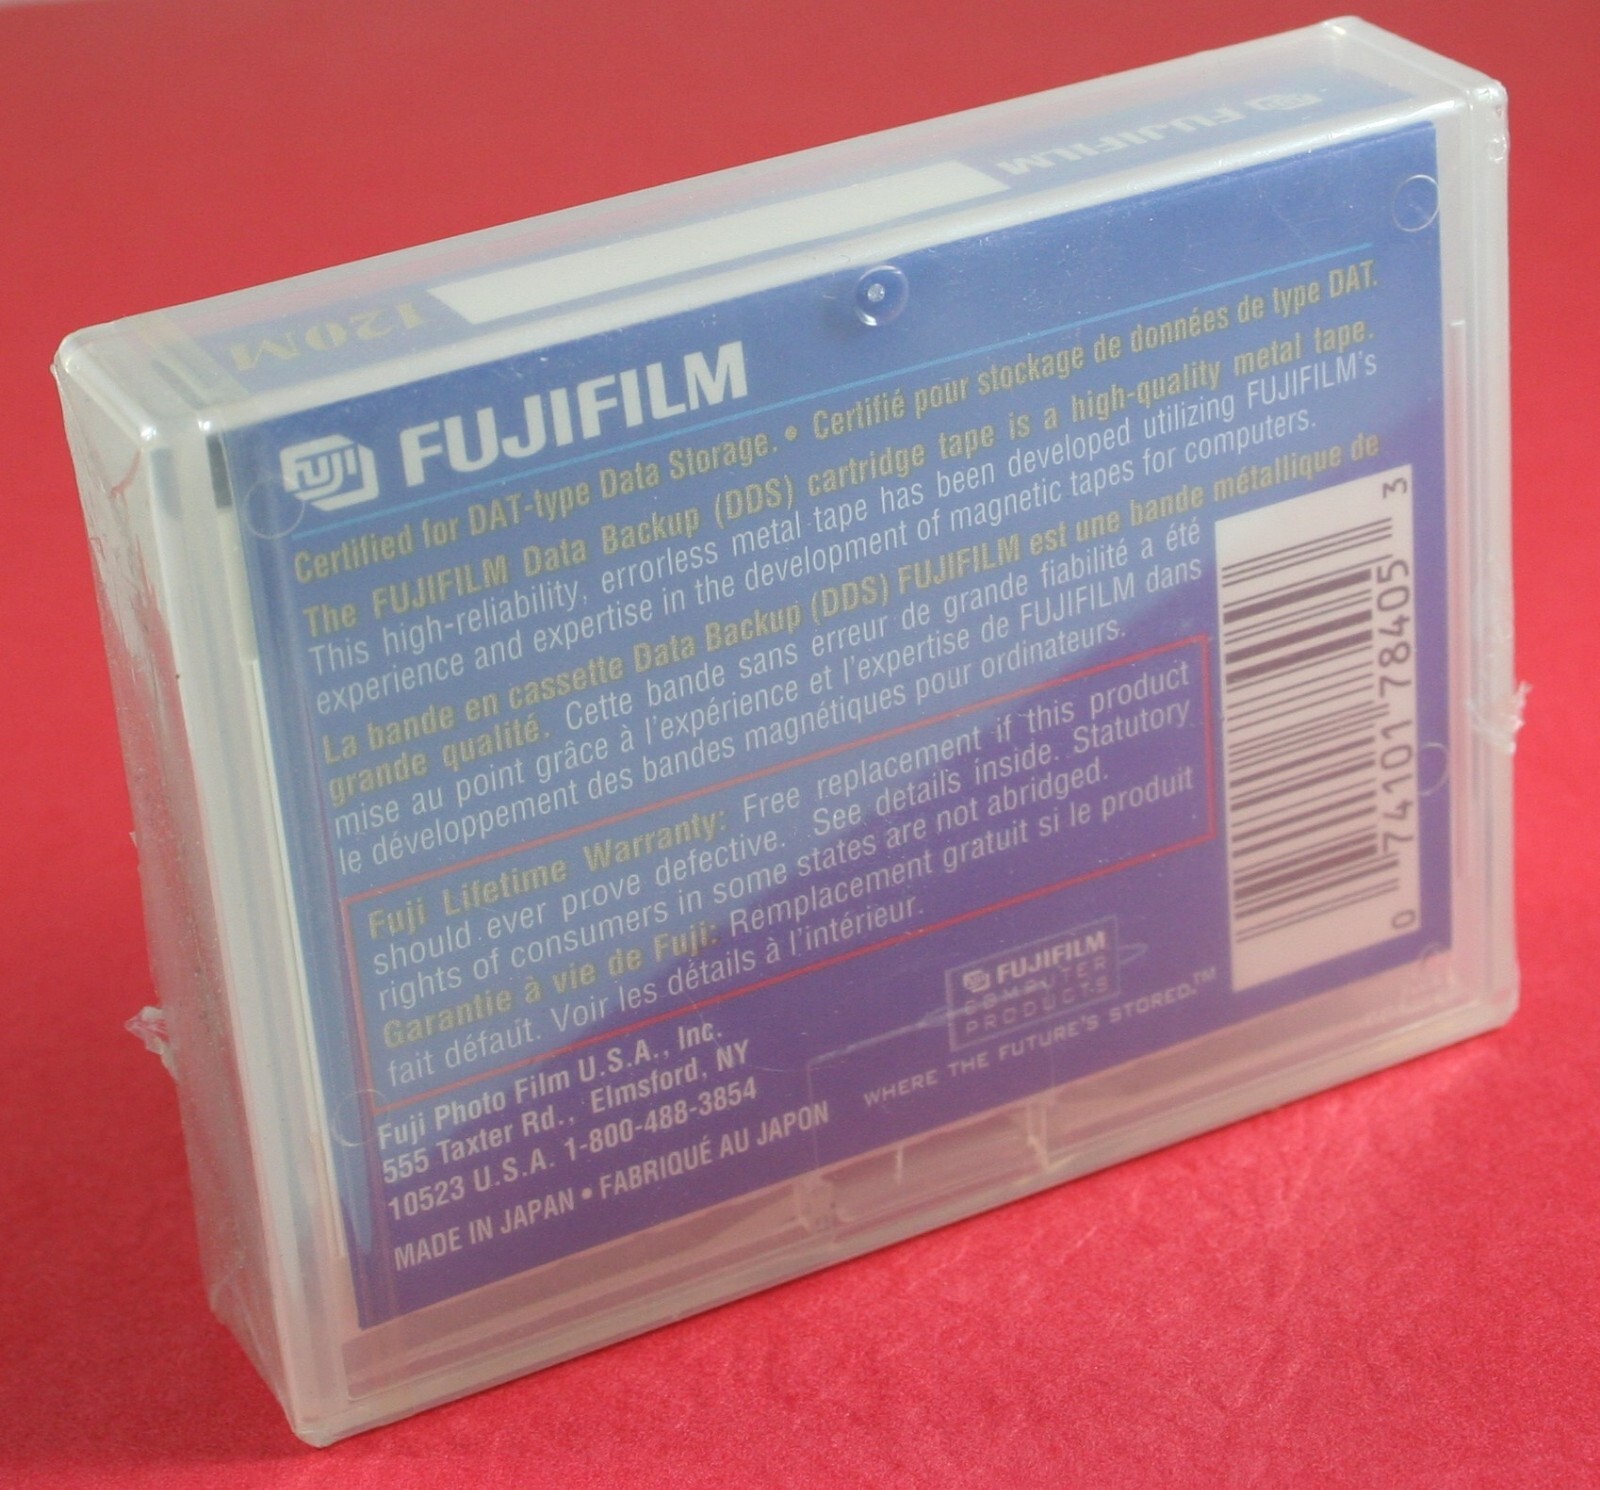 FUJIFILM
120M
FUJI FUJIFILM
Certified for DAT-type Data Storage. • Certifié pour stockage de données de type DAT.
The FUJIFILM Data Backup (DDS) cartridge tape is a high-quality metal tape.
This high-reliability, errorless metal tape has been developed utilizing FUJIFILM's
experience and expertise in the development of magnetic tapes for computers.
La bande en cassette Data Backup (DDS) FUJIFILM est une bande métallique de
grande qualité. Cette bande sans erreur de grande fiabilité a été
mise au point grâce à l'expérience et l'expertise de FUJIFILM dans
le développement des bandes magnétiques pour ordinateurs.
Fuji Lifetime Warranty: Free replacement if this product
should ever prove defective. See details inside. Statutory
rights of consumers in some states are not abridged.
Garantie à vie de Fuji: Remplacement gratuit si le produit
fait défaut. Voir les détails à l'intérieur.
Fuji Photo Film U.S.A., Inc.
555 Taxter Rd., Elmsford, NY
10523 U.S.A. 1-800-488-3854
MADE IN JAPAN • FABRIQUÉ AU JAPON
FUJIFILM
COMPUTER
PRODUCTS
WHERE THE FUTURE'S STORED.™
0 74101 78405 3